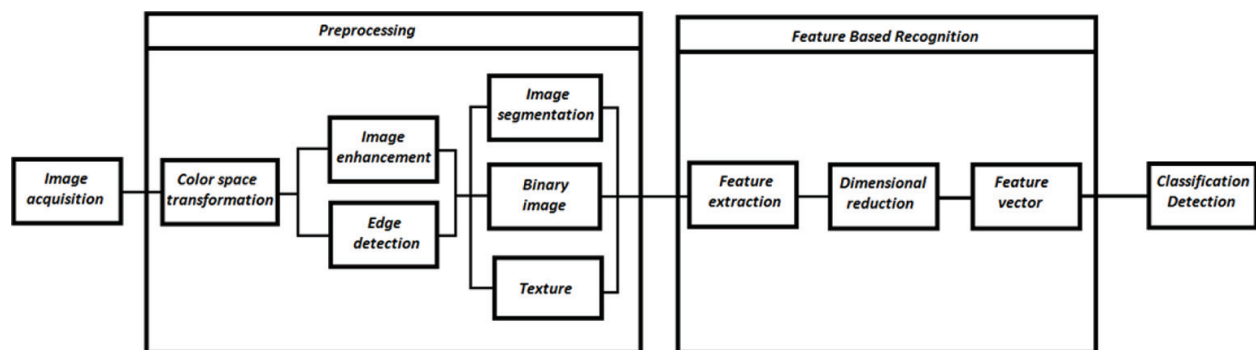 Preprocessing
Feature Based Recognition
Image
acquisition
Color space
transformation
Image
enhancement
Edge
detection
Image
segmentation
Binary
image
Texture
Feature
extraction
Dimensional
reduction
Feature
vector
Classification
Detection